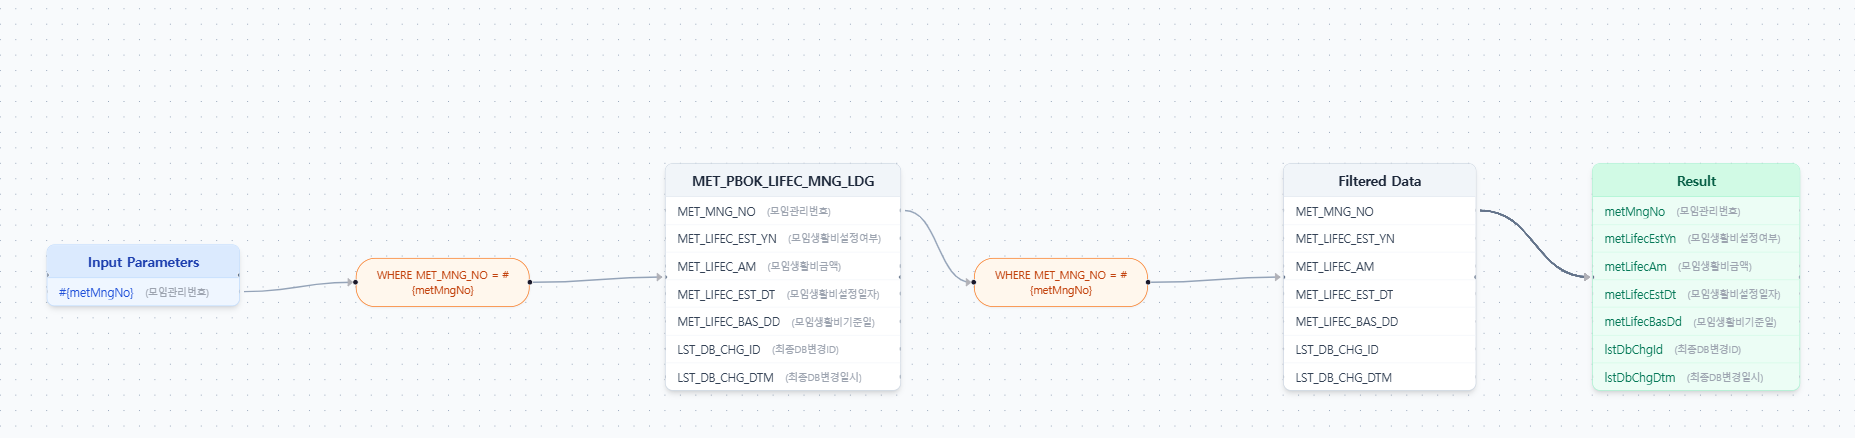 Input Parameters
#{metMngNo} (모임관리번호)
WHERE MET_MNG_NO = #
{metMngNo}
MET_PBOK_LIFEC_MNG_LDG
MET_MNG_NO (모임관리번호)
MET_LIFEC_EST_YN (모임생활비설정여부)
MET_LIFEC_AM (모임생활비금액)
MET_LIFEC_EST_DT (모임생활비설정일자)
MET_LIFEC_BAS_DD (모임생활비기준일)
LST_DB_CHG_ID (최종DB변경ID)
LST_DB_CHG_DTM (최종DB변경일시)
WHERE MET_MNG_NO = #
{metMngNo}
Filtered Data
MET_MNG_NO
MET_LIFEC_EST_YN
MET_LIFEC_AM
MET_LIFEC_EST_DT
MET_LIFEC_BAS_DD
LST_DB_CHG_ID
LST_DB_CHG_DTM
Result
metMngNo (모임관리번호)
metLifecEstYn (모임생활비설정여부)
metLifecAm (모임생활비금액)
metLifecEstDt (모임생활비설정일자)
metLifecBasDd (모임생활비기준일)
lstDbChgId (최종DB변경ID)
lstDbChgDtm (최종DB변경일시)